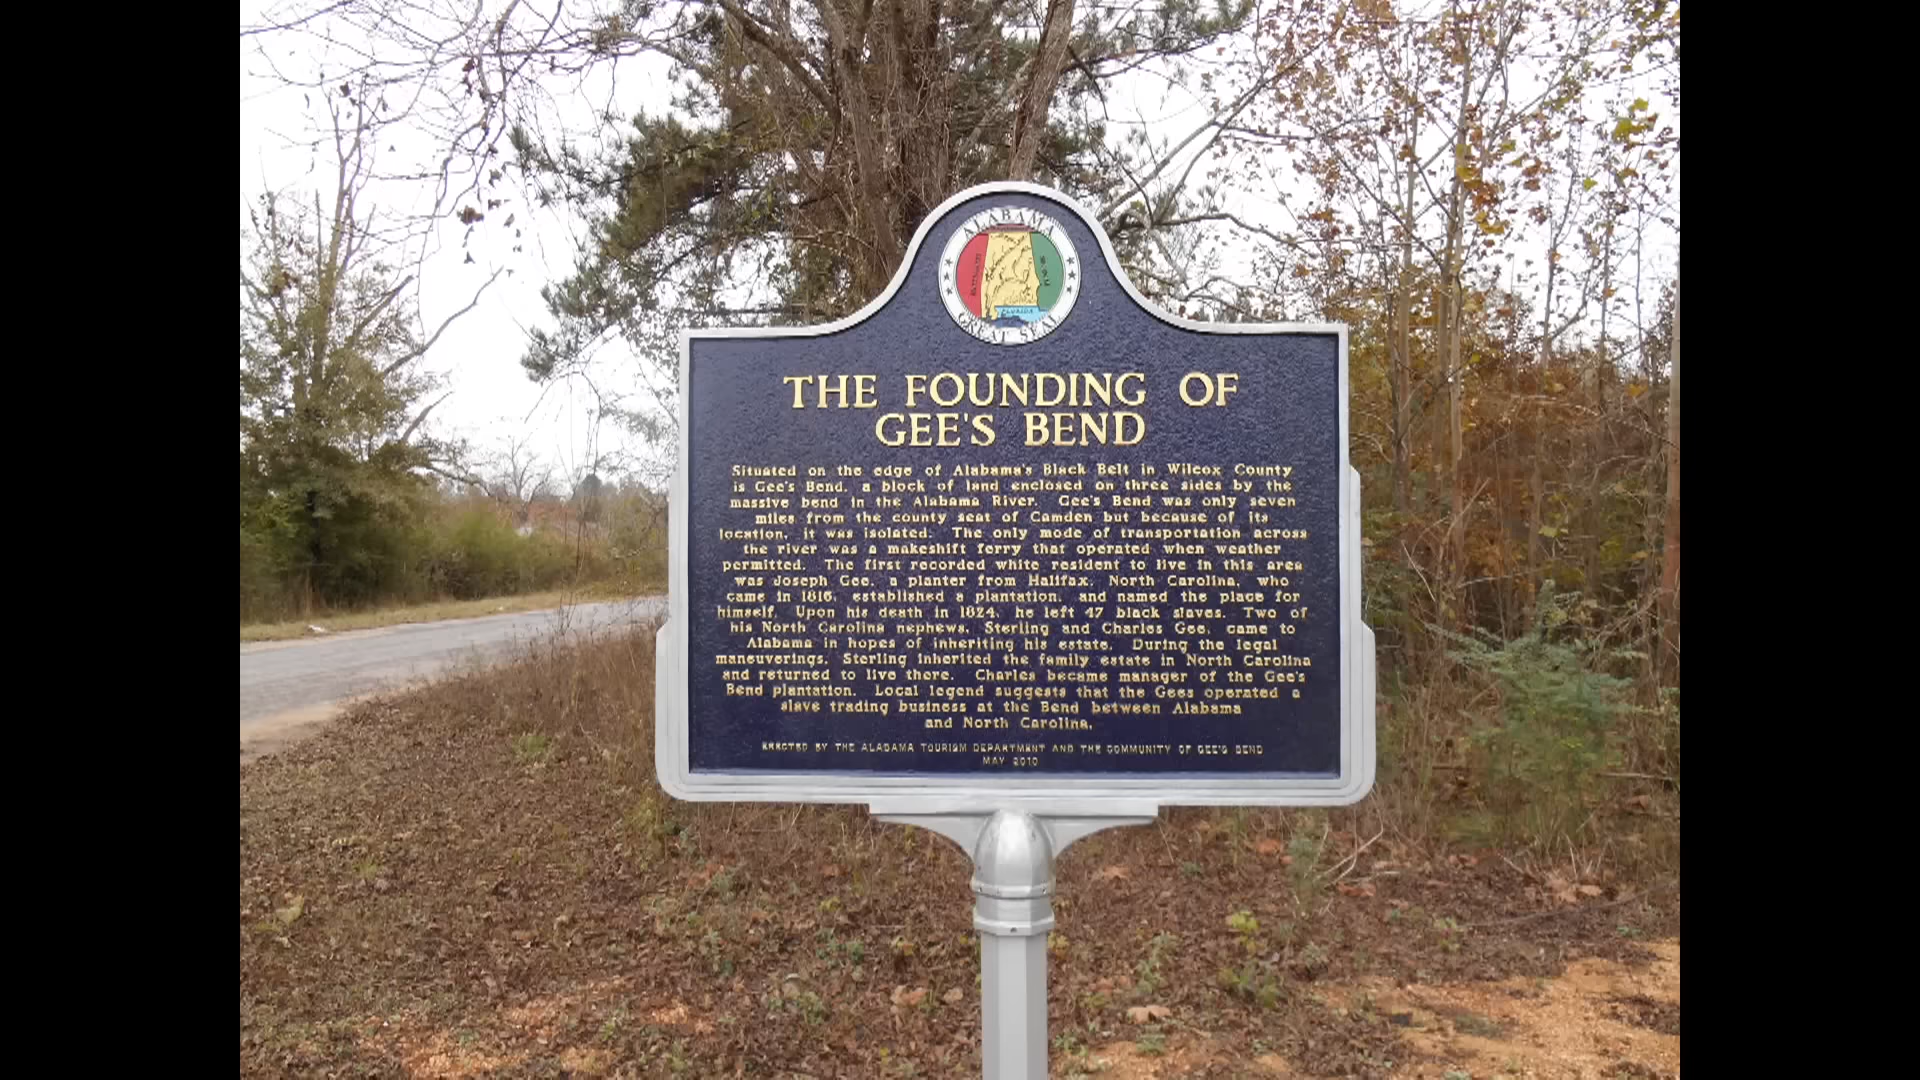 ALABAMA
FLORIDA
GREAT SEAL
THE FOUNDING OF
GEE'S BEND
Situated on the edge of Alabama's Black Belt in Wilcox County
is Gee's Bend, a block of land enclosed on three sides by the
massive bend in the Alabama River. Gee's Bend was only seven
miles from the county seat of Camden but because of its
location, it was isolated. The only mode of transportation across
the river was a makeshift ferry that operated when weather
permitted. The first recorded white resident to live in this area
was Joseph Gee, a planter from Halifax, North Carolina, who
came in 1816, established a plantation, and named the place for
himself. Upon his death in 1824, he left 47 black slaves. Two of
his North Carolina nephews, Sterling and Charles Gee, came to
Alabama in hopes of inheriting his estate. During the legal
maneuverings, Sterling inherited the family estate in North Carolina
and returned to live there. Charles became manager of the Gee's
Bend plantation. Local legend suggests that the Gees operated a
slave trading business at the Bend between Alabama
and North Carolina.
ERECTED BY THE ALABAMA TOURISM DEPARTMENT AND THE COMMUNITY OF GEE'S BEND
MAY 2010